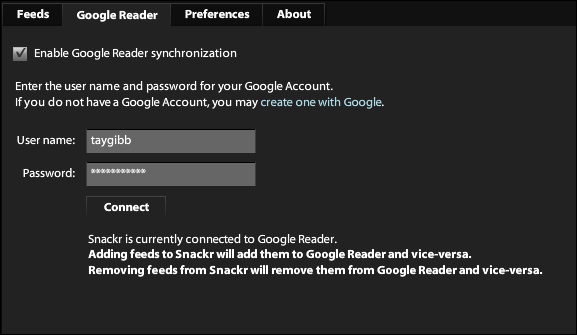 Feeds Google Reader Preferences About
Enable Google Reader synchronization
Enter the user name and password for your Google Account.
If you do not have a Google Account, you may create one with Google.
User name: taygibb
Password: ***********
Connect
Snackr is currently connected to Google Reader.
Adding feeds to Snackr will add them to Google Reader and vice-versa.
Removing feeds from Snackr will remove them from Google Reader and vice-versa.